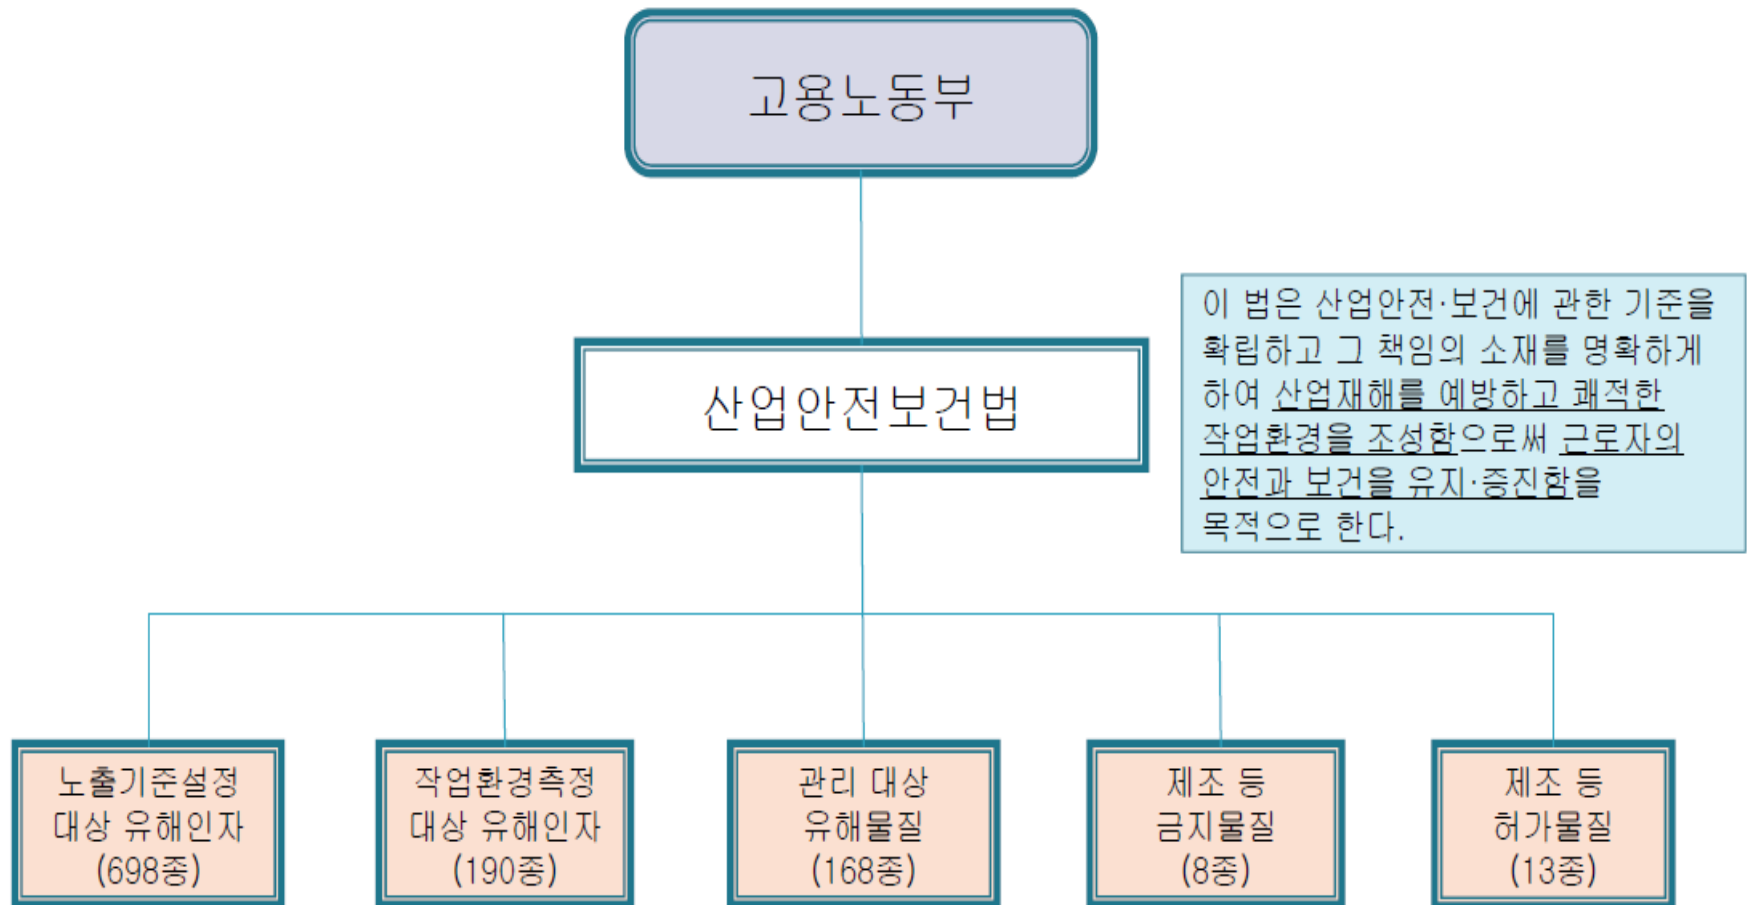 고용노동부
산업안전보건법
이 법은 산업안전·보건에 관한 기준을
확립하고 그 책임의 소재를 명확하게
하여 산업재해를 예방하고 쾌적한
작업환경을 조성함으로써 근로자의
안전과 보건을 유지·증진함을
목적으로 한다.
노출기준설정
대상 유해인자
(698종)
작업환경측정
대상 유해인자
(190종)
관리 대상
유해물질
(168종)
제조 등
금지물질
(8종)
제조 등
허가물질
(13종)